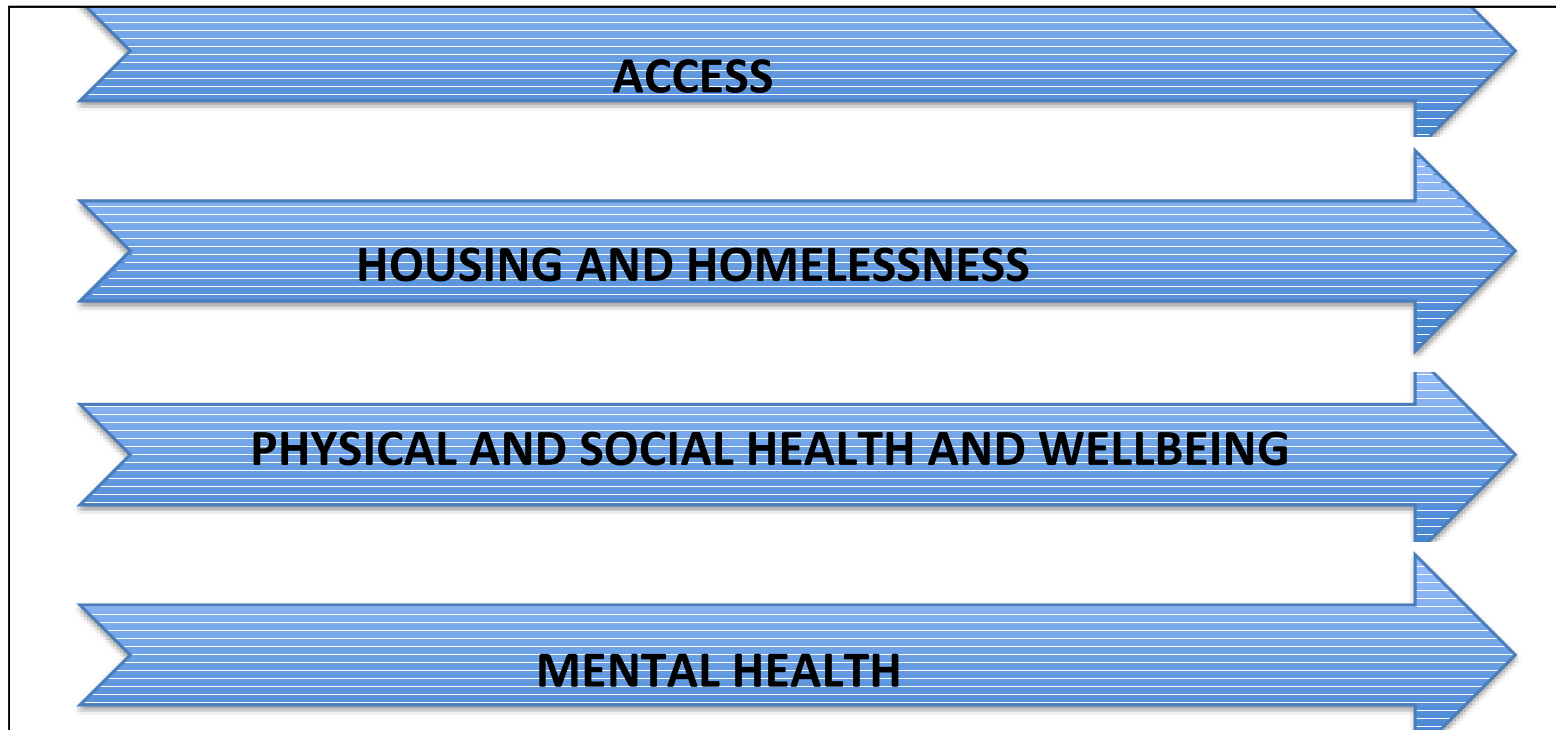 ACCESS
HOUSING AND HOMELESSNESS
PHYSICAL AND SOCIAL HEALTH AND WELLBEING
MENTAL HEALTH